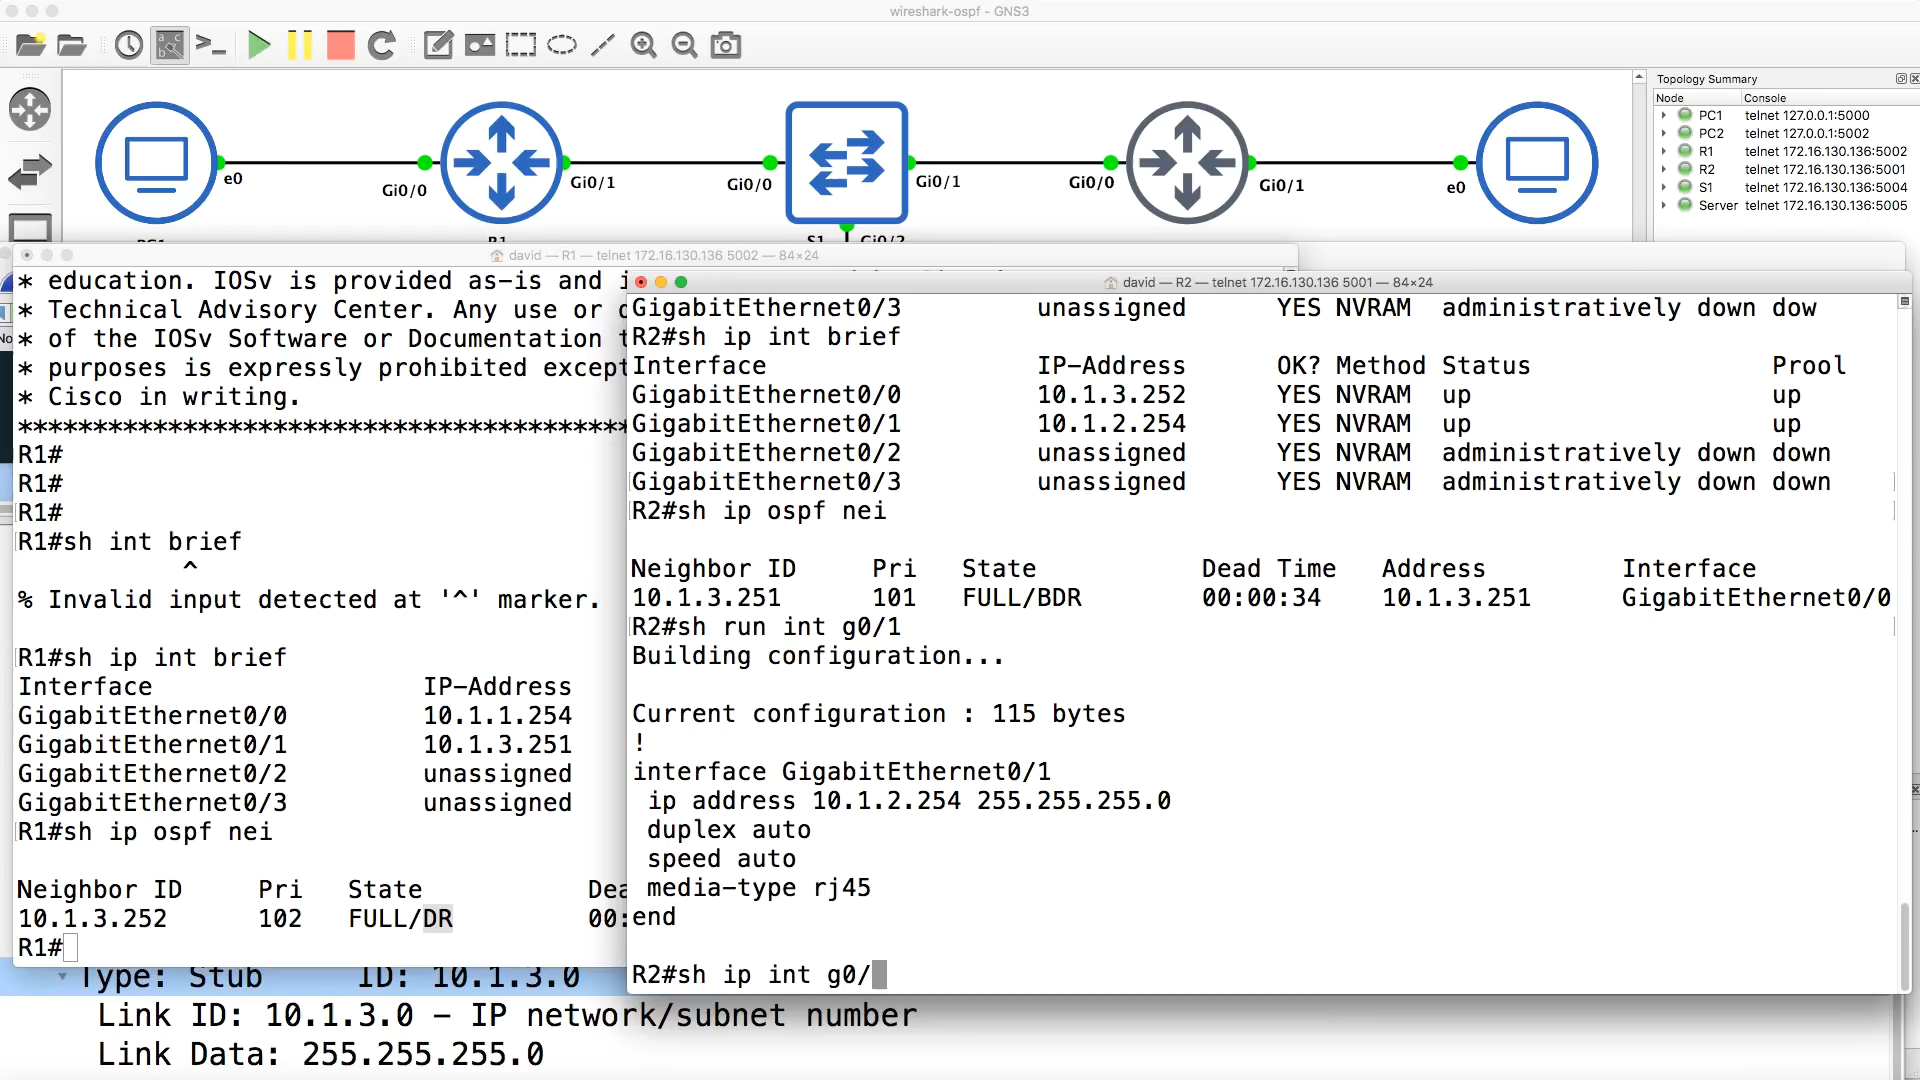 wireshark-ospf - GNS3
e0
Gi0/0
Gi0/1
Gi0/0
Gi0/1
Gi0/0
Gi0/1
e0
R1
S1
Gi0/2
Topology Summary
Node Console
PC1 telnet 127.0.0.1:5000
PC2 telnet 127.0.0.1:5002
R1 telnet 172.16.130.136:5002
R2 telnet 172.16.130.136:5001
S1 telnet 172.16.130.136:5004
Server telnet 172.16.130.136:5005
david — R1 — telnet 172.16.130.136 5002 — 84×24
* education. IOSv is provided as-is and i
* Technical Advisory Center. Any use or
* of the IOSv Software or Documentation
* purposes is expressly prohibited except
* Cisco in writing.
*****************************************
R1#
R1#
R1#
R1#sh int brief
^
% Invalid input detected at '^' marker.
R1#sh ip int brief
Interface IP-Address
GigabitEthernet0/0 10.1.1.254
GigabitEthernet0/1 10.1.3.251
GigabitEthernet0/2 unassigned
GigabitEthernet0/3 unassigned
R1#sh ip ospf nei
Neighbor ID Pri State Dea
10.1.3.252 102 FULL/DR 00:
R1#
david — R2 — telnet 172.16.130.136 5001 — 84×24
GigabitEthernet0/3 unassigned YES NVRAM administratively down dow
R2#sh ip int brief
Interface IP-Address OK? Method Status Prool
GigabitEthernet0/0 10.1.3.252 YES NVRAM up up
GigabitEthernet0/1 10.1.2.254 YES NVRAM up up
GigabitEthernet0/2 unassigned YES NVRAM administratively down down
GigabitEthernet0/3 unassigned YES NVRAM administratively down down
R2#sh ip ospf nei
Neighbor ID Pri State Dead Time Address Interface
10.1.3.251 101 FULL/BDR 00:00:34 10.1.3.251 GigabitEthernet0/0
R2#sh run int g0/1
Building configuration...
Current configuration : 115 bytes
!
interface GigabitEthernet0/1
ip address 10.1.2.254 255.255.255.0
duplex auto
speed auto
media-type rj45
end
R2#sh ip int g0/
Type: Stub ID: 10.1.3.0
Link ID: 10.1.3.0 - IP network/subnet number
Link Data: 255.255.255.0